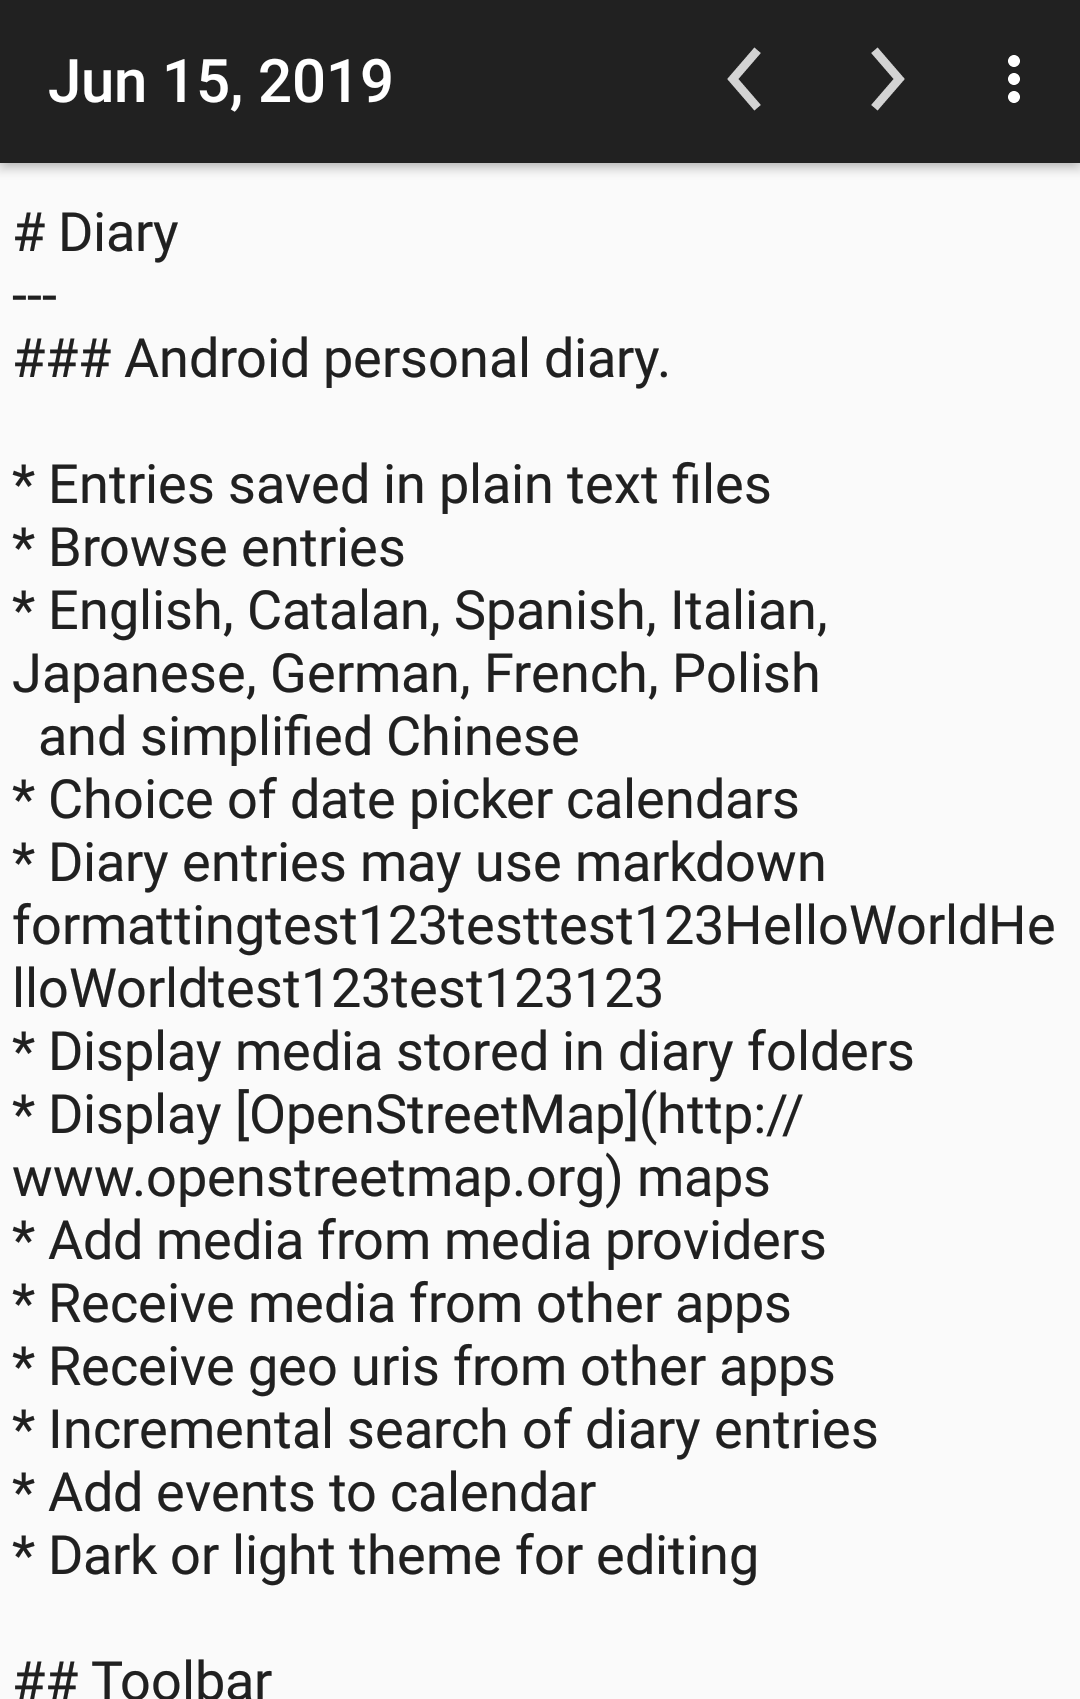 Jun 15, 2019
# Diary
---
### Android personal diary.
* Entries saved in plain text files
* Browse entries
* English, Catalan, Spanish, Italian,
Japanese, German, French, Polish
and simplified Chinese
* Choice of date picker calendars
* Diary entries may use markdown
formattingtest123testtest123HelloWorldHe
lloWorldtest123test123123
* Display media stored in diary folders
* Display [OpenStreetMap](http://
www.openstreetmap.org) maps
* Add media from media providers
* Receive media from other apps
* Receive geo uris from other apps
* Incremental search of diary entries
* Add events to calendar
* Dark or light theme for editing
## Toolbar